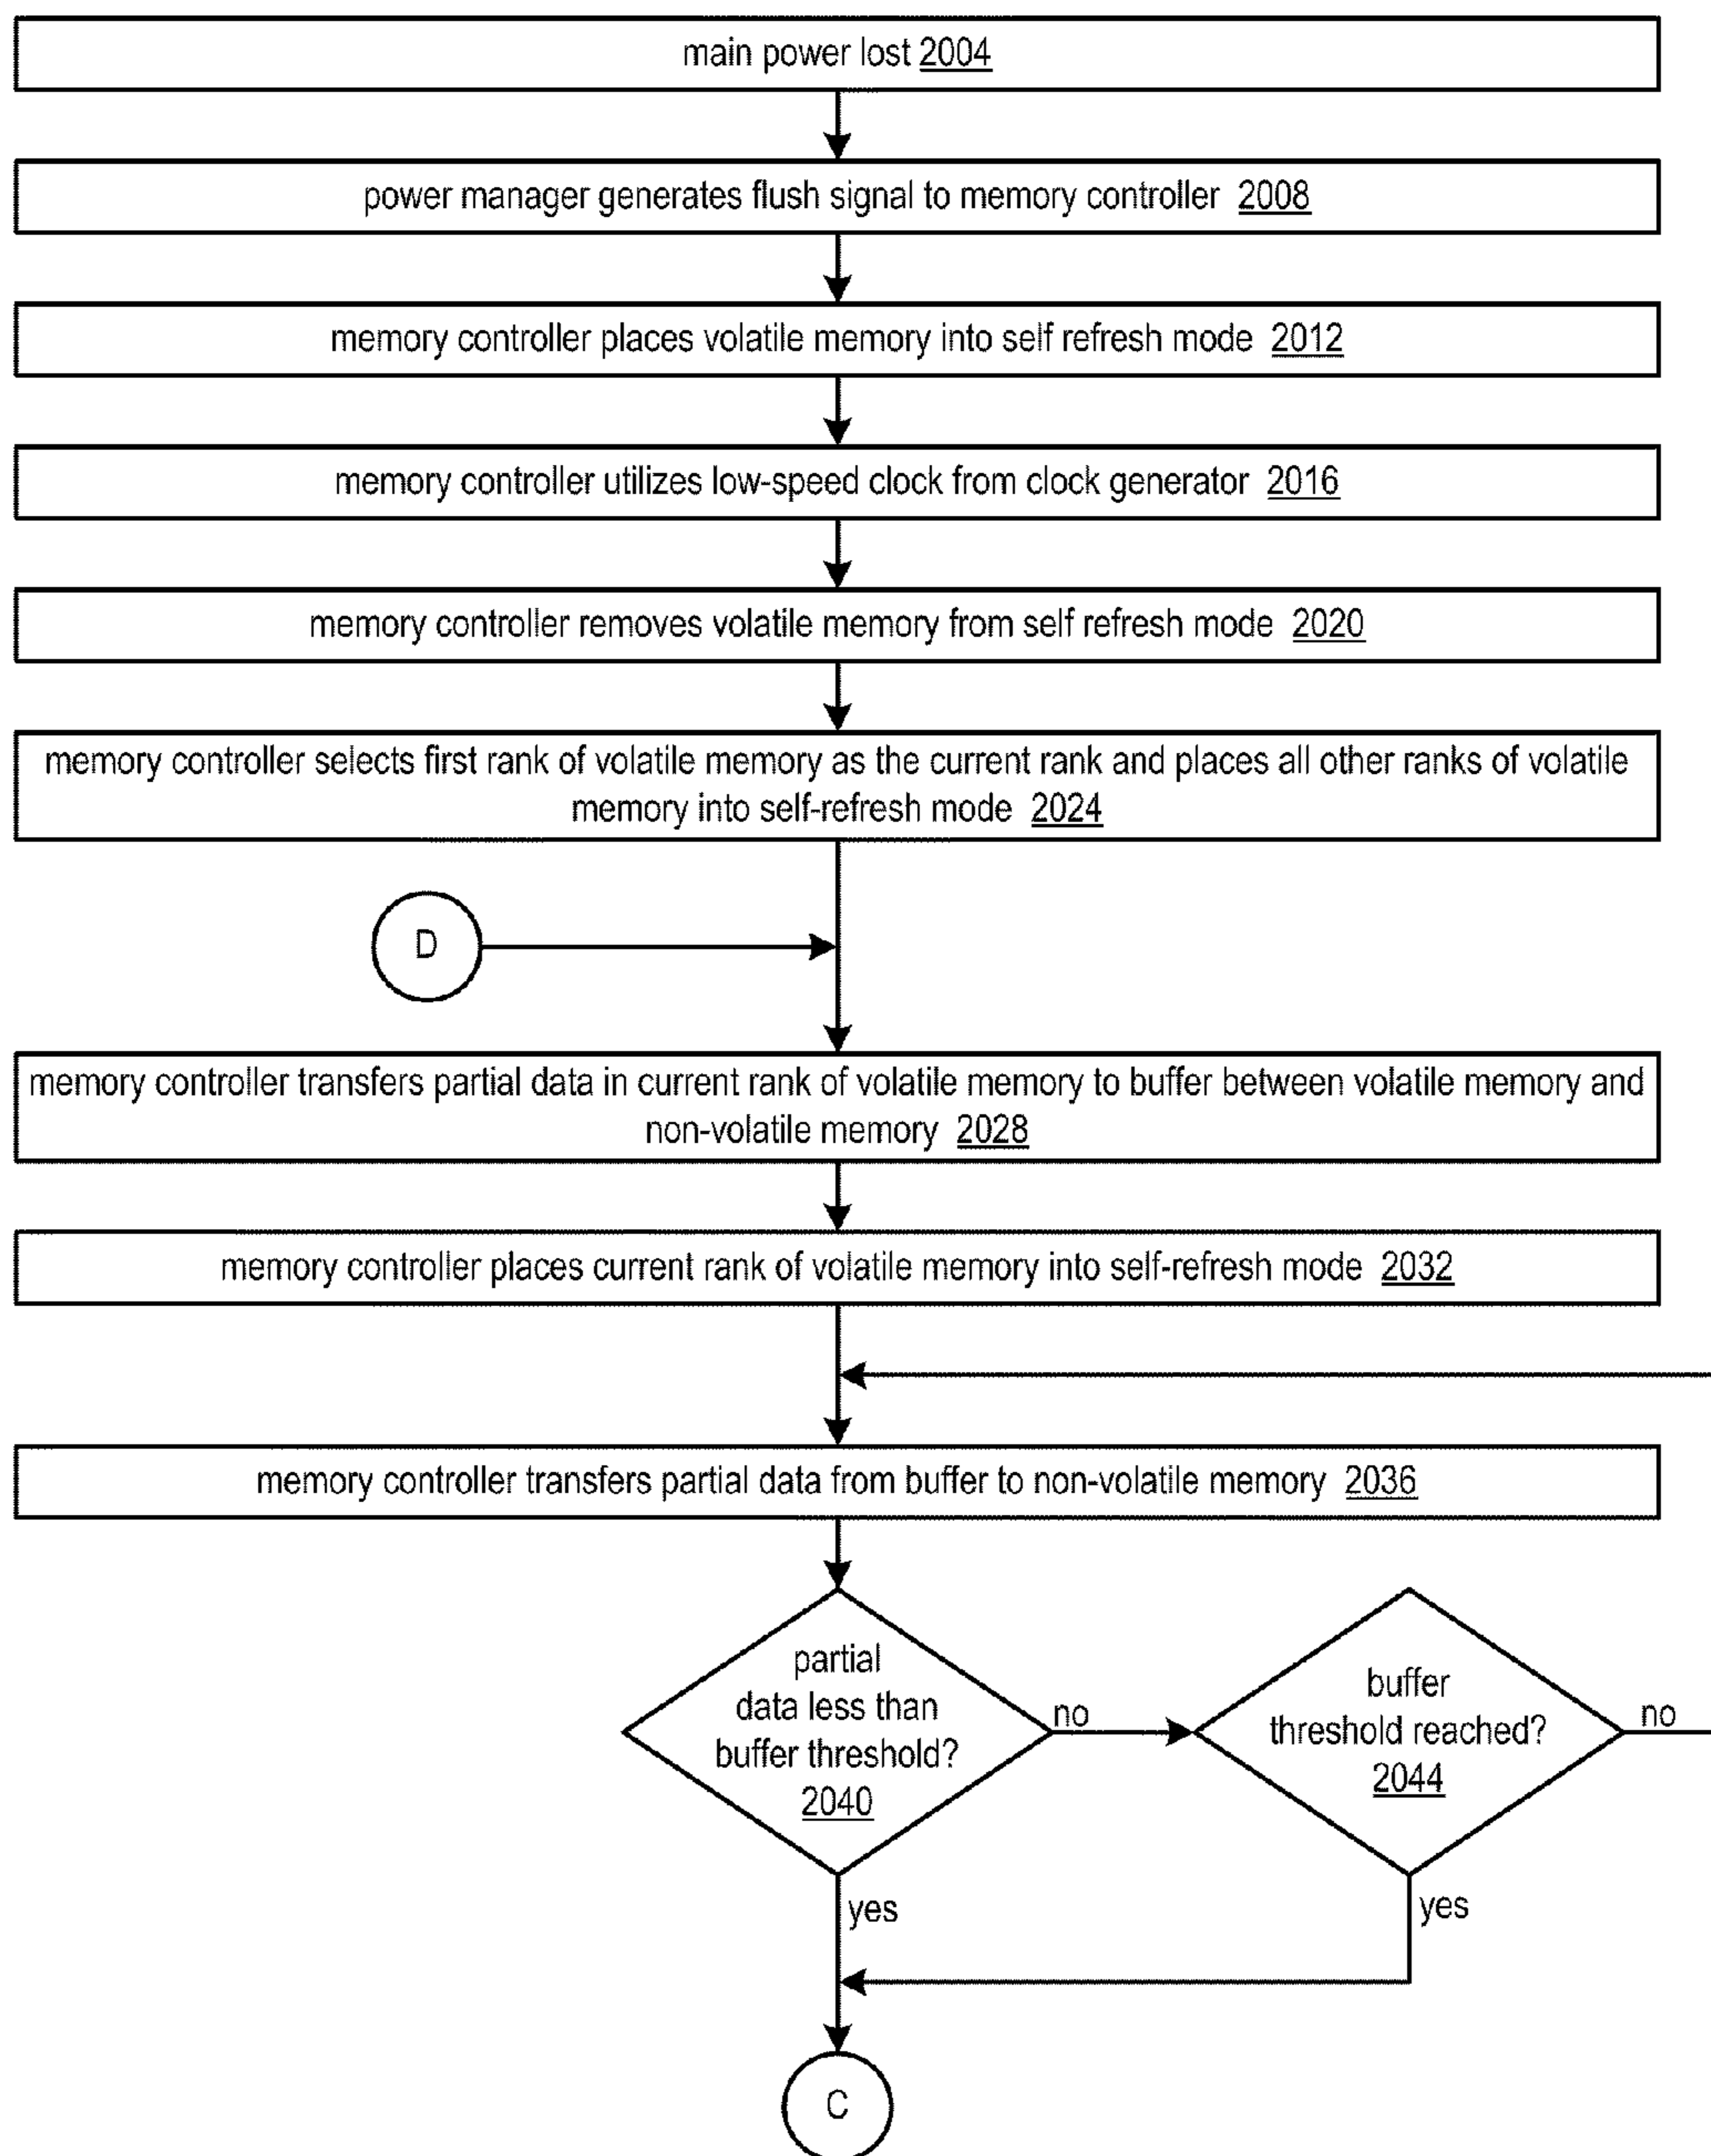 main power lost 2004
power manager generates flush signal to memory controller 2008
memory controller places volatile memory into self refresh mode 2012
memory controller utilizes low-speed clock from clock generator 2016
memory controller removes volatile memory from self refresh mode 2020
memory controller selects first rank of volatile memory as the current rank and places all other ranks of volatile
memory into self-refresh mode 2024
D
memory controller transfers partial data in current rank of volatile memory to buffer between volatile memory and
non-volatile memory 2028
memory controller places current rank of volatile memory into self-refresh mode 2032
memory controller transfers partial data from buffer to non-volatile memory 2036
partial
data less than
buffer threshold?
2040
no
buffer
threshold reached?
2044
no
yes
yes
C